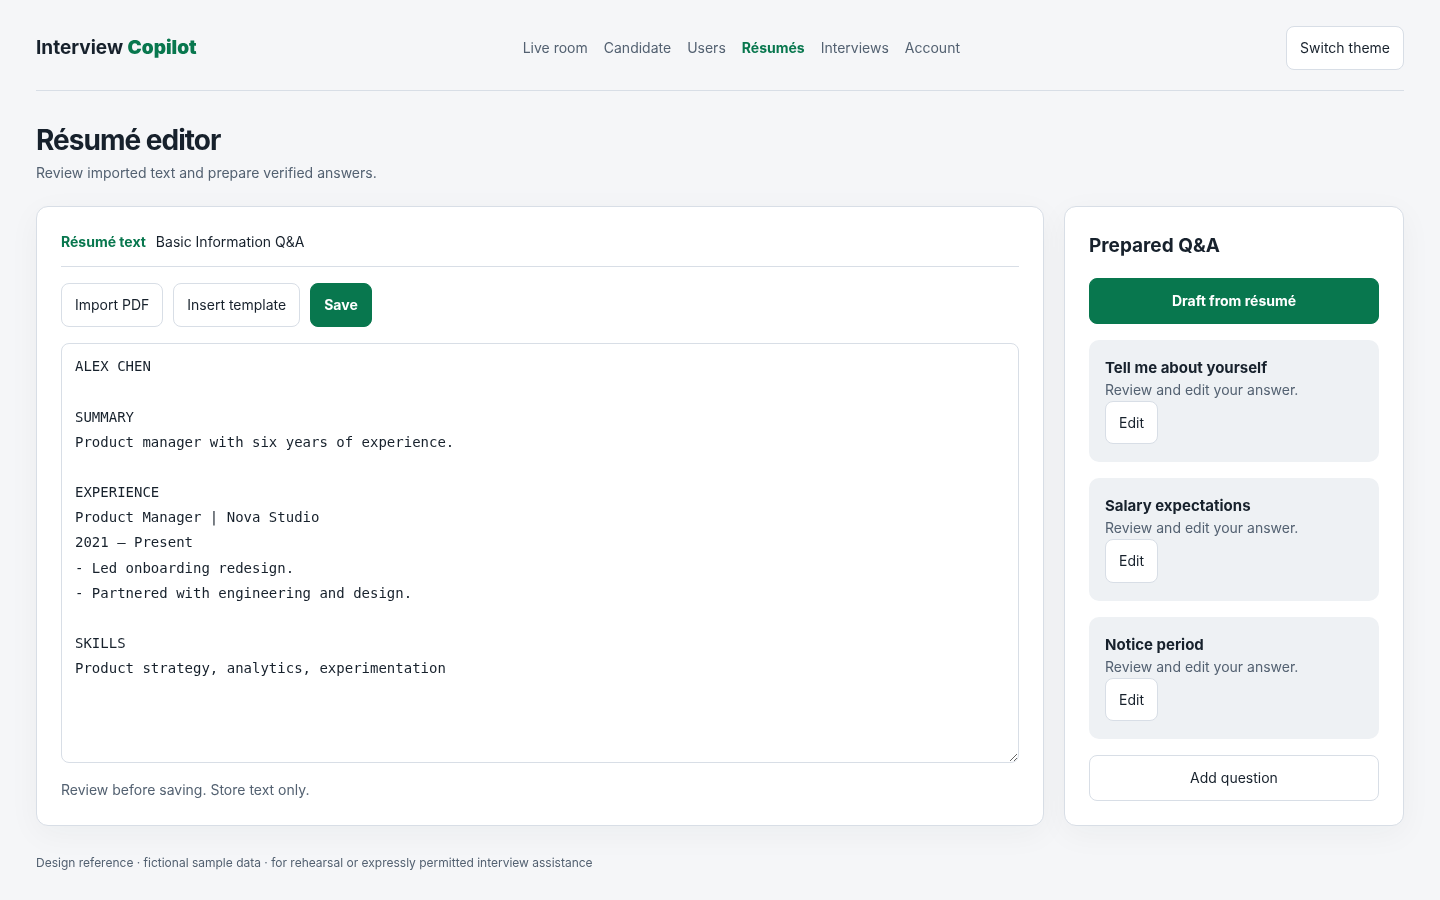 Interview Copilot
Live room
Candidate
Users
Résumés
Interviews
Account
Switch theme
Résumé editor
Review imported text and prepare verified answers.
Résumé text
Basic Information Q&A
Import PDF
Insert template
Save
ALEX CHEN
SUMMARY
Product manager with six years of experience.
EXPERIENCE
Product Manager | Nova Studio
2021 – Present
- Led onboarding redesign.
- Partnered with engineering and design.
SKILLS
Product strategy, analytics, experimentation
Review before saving. Store text only.
Prepared Q&A
Draft from résumé
Tell me about yourself
Review and edit your answer.
Edit
Salary expectations
Review and edit your answer.
Edit
Notice period
Review and edit your answer.
Edit
Add question
Design reference · fictional sample data · for rehearsal or expressly permitted interview assistance